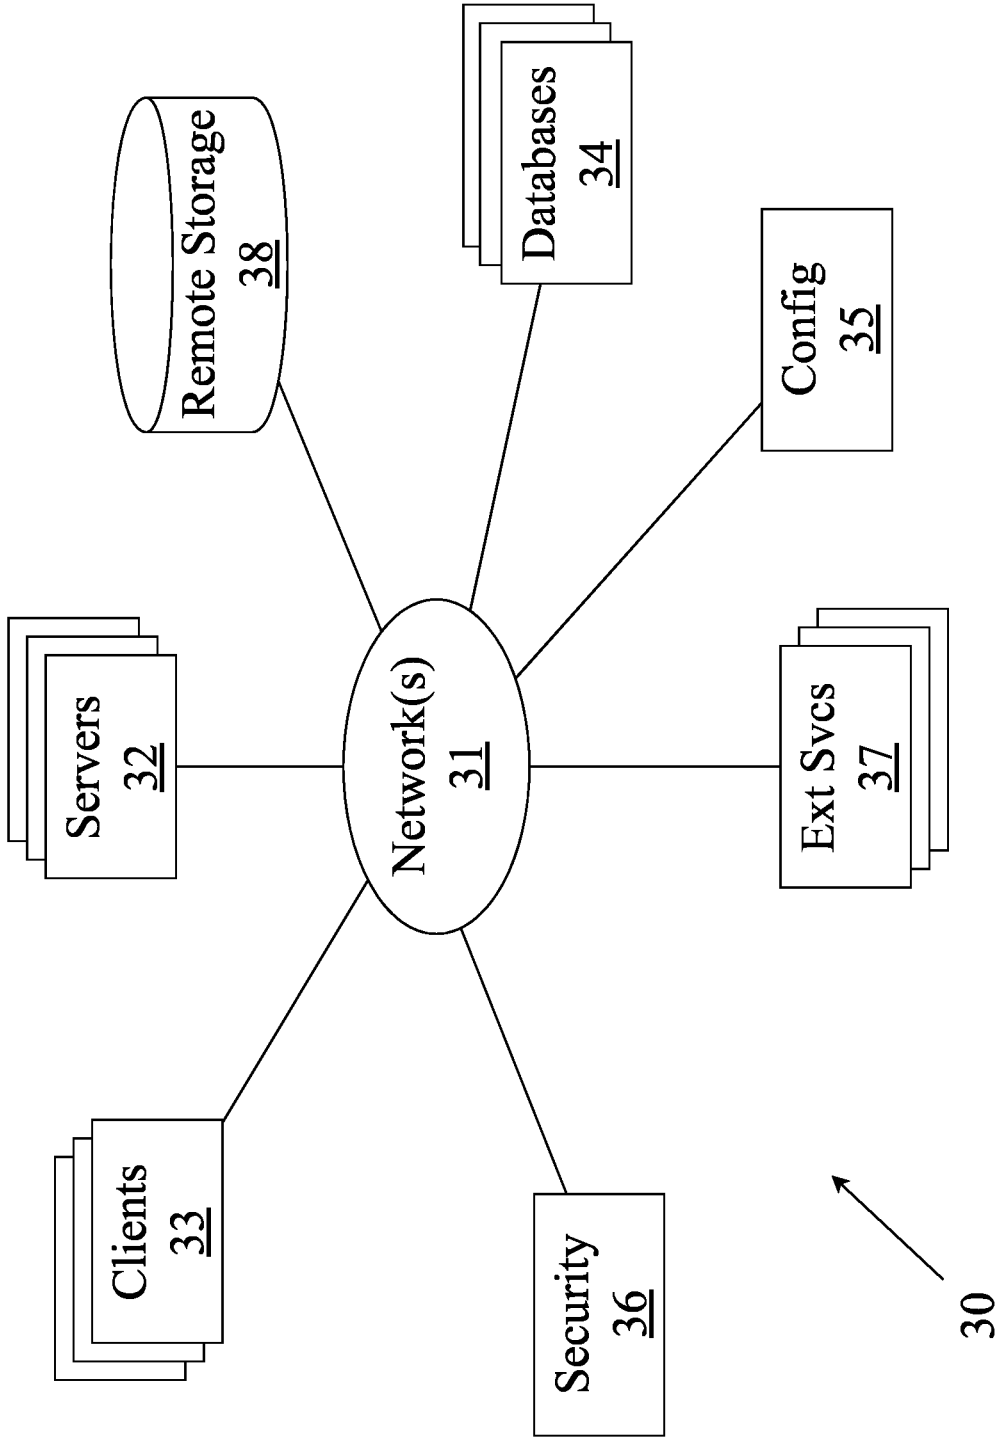 Servers
32
Clients
33
Remote Storage
38
Network(s)
31
Databases
34
Security
36
Config
35
Ext Svcs
37
30